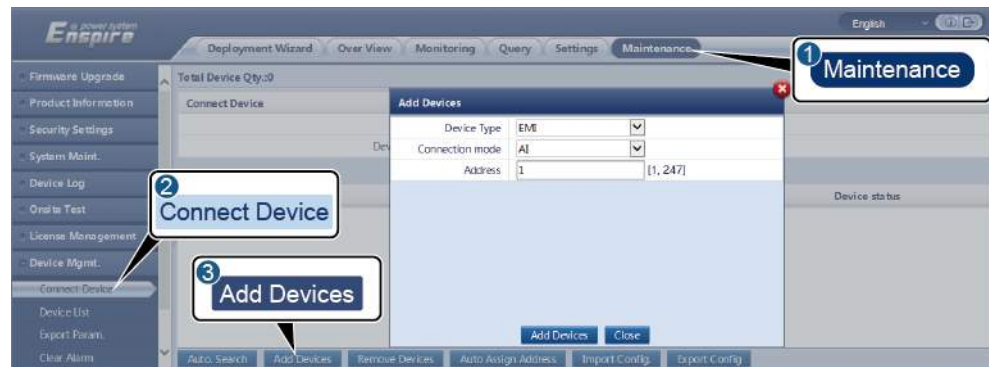 e power system
Enspire
English
Deployment Wizard Over View Monitoring Query Settings Maintenance
1 Maintenance
Firmware Upgrade
Product Information
Security Settings
System Maint.
Device Log
Onsite Test
License Management
Device Mgmt.
Connect Device
Device List
Export Param.
Clear Alarm
Total Device Qty.:0
Connect Device
Dev
Device status
Add Devices
Device Type EMI
Connection mode AI
Address 1 [1, 247]
Add Devices Close
2
Connect Device
3
Add Devices
Auto. Search Add Devices Remove Devices Auto Assign Address Import Config. Export Config